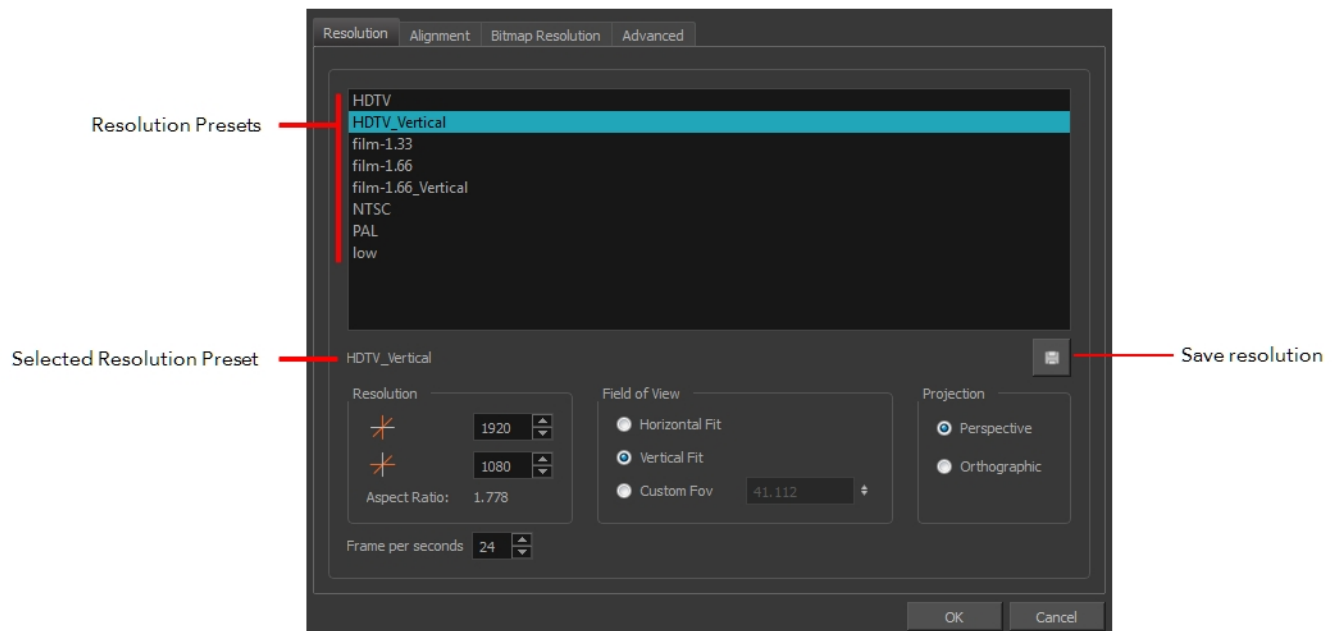 Resolution
Alignment
Bitmap Resolution
Advanced
Resolution Presets
HDTV
HDTV_Vertical
film-1.33
film-1.66
film-1.66_Vertical
NTSC
PAL
low
Selected Resolution Preset
HDTV_Vertical
Save resolution
Resolution
1920
1080
Aspect Ratio: 1.778
Field of View
Horizontal Fit
Vertical Fit
Custom Fov 41.112
Projection
Perspective
Orthographic
Frame per seconds 24
OK
Cancel